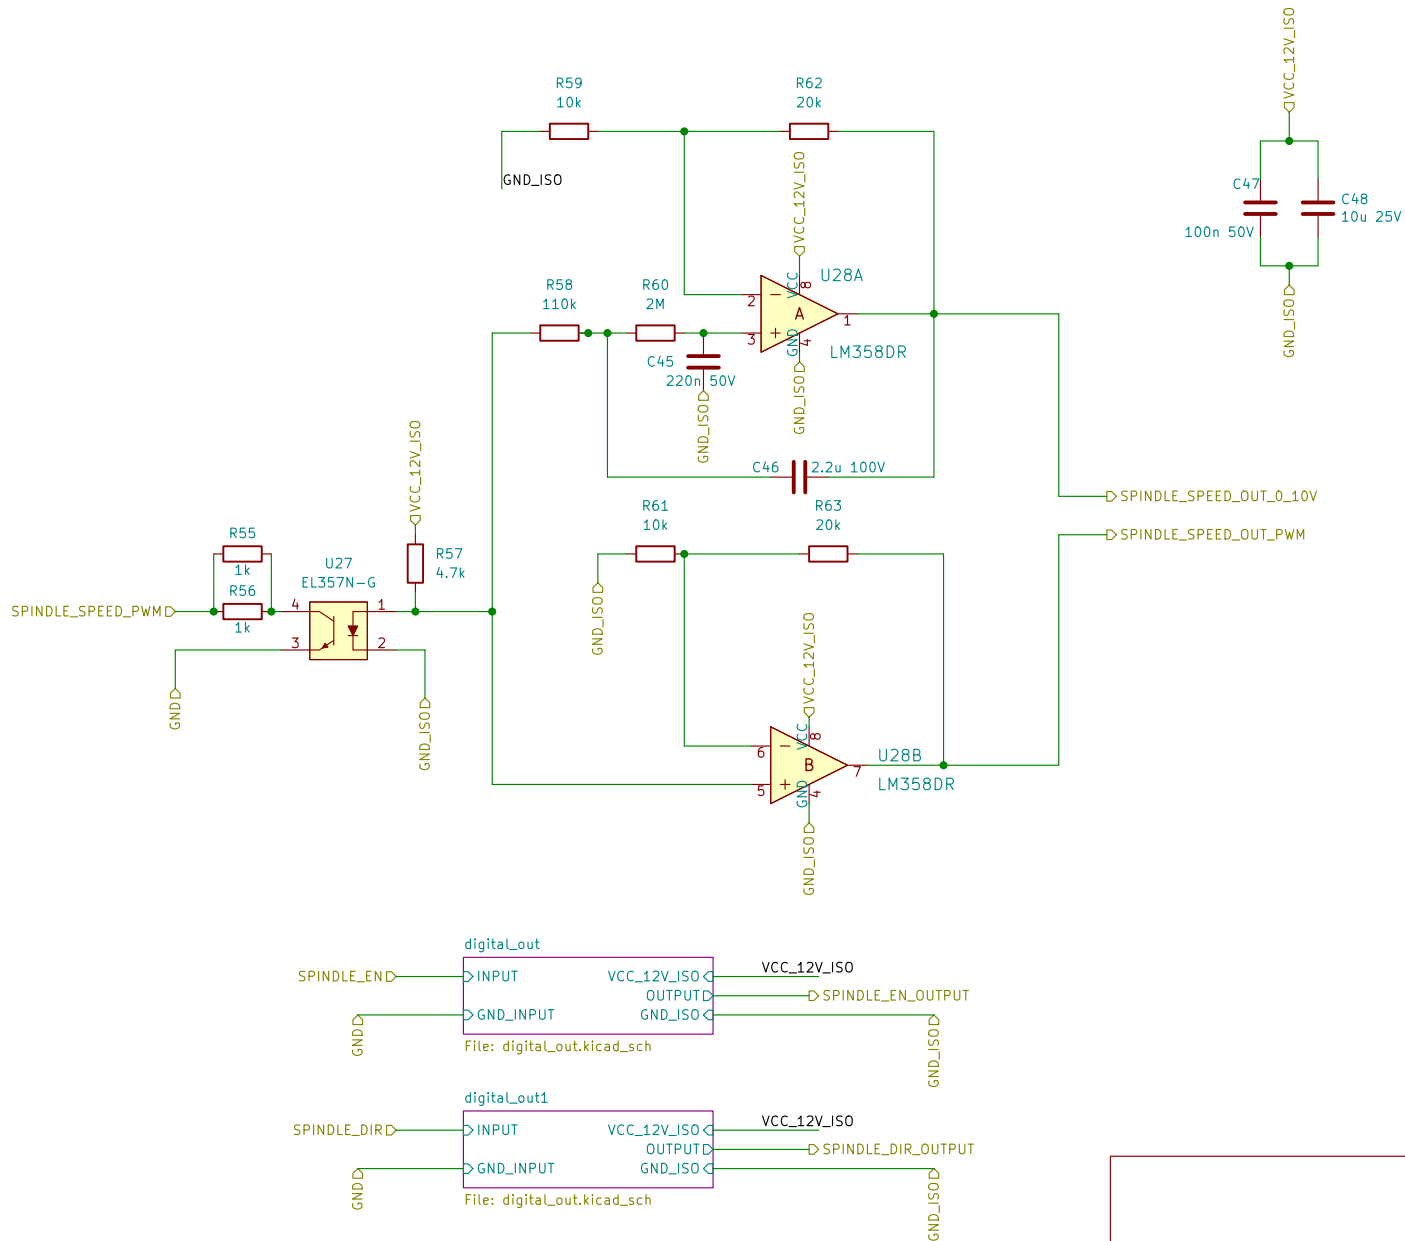 VCC_12V_ISO
R59
10k
R62
20k
GND_ISO
VCC_12V_ISO
C47
100n 50V
C48
10u 25V
GND_ISO
R58
110k
R60
2M
2
3
VCC
8
A
GND
4
1
U28A
LM358DR
GND_ISO
C45
220n 50V
GND_ISO
C46
2.2u 100V
VCC_12V_ISO
R57
4.7k
R61
10k
R63
20k
SPINDLE_SPEED_OUT_0_10V
SPINDLE_SPEED_OUT_PWM
R55
1k
R56
1k
U27
EL357N-G
SPINDLE_SPEED_PWM
4
1
3
2
GND
GND_ISO
GND_ISO
VCC_12V_ISO
6
5
VCC
8
B
GND
4
7
U28B
LM358DR
GND_ISO
digital_out
SPINDLE_EN
INPUT
VCC_12V_ISO
VCC_12V_ISO
OUTPUT
SPINDLE_EN_OUTPUT
GND_INPUT
GND_ISO
GND
GND_ISO
File: digital_out.kicad_sch
digital_out1
SPINDLE_DIR
INPUT
VCC_12V_ISO
VCC_12V_ISO
OUTPUT
SPINDLE_DIR_OUTPUT
GND_INPUT
GND_ISO
GND
GND_ISO
File: digital_out.kicad_sch